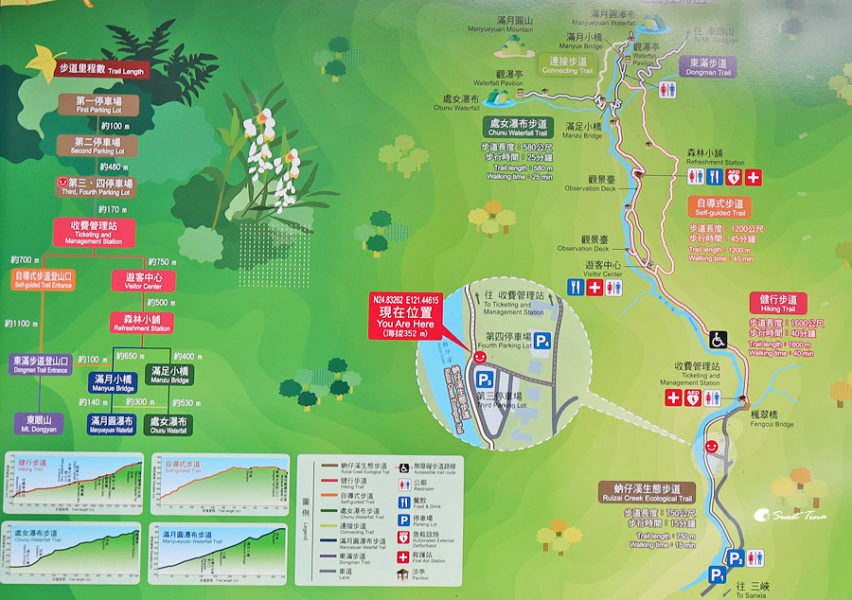 步道里程數 Trail Length
第一停車場
First Parking Lot
約100 m
第二停車場
Second Parking Lot
約480 m
第三、四停車場
Third, Fourth Parking Lot
約170 m
收費管理站
Ticketing and
Management Station
約700 m
約750 m
自導式步道登山口
Self-guided Trail Entrance
遊客中心
Visitor Center
約500 m
森林小舖
Refreshment Station
約1100 m
約650 m
約400 m
東滿步道登山口
Dongman Trail Entrance
約100 m
滿月小橋
Manyue Bridge
滿足小橋
Manzu Bridge
約140 m
約300 m
約530 m
東眼山
Mt. Dongyan
滿月圓瀑布
Manyueyuan Waterfall
處女瀑布
Chunu Waterfall
滿月圓山
Manyueyuan Mountain
滿月圓瀑布
Manyueyuan Waterfall
滿月小橋
Manyue Bridge
觀瀑亭
Waterfall
Pavilion
往 東眼山
To Mt. Dongyan
連接步道
Connecting Trail
東滿步道
Dongman Trail
觀瀑亭
Waterfall Pavilion
處女瀑布
Chunu Waterfall
處女瀑布步道
Chunu Waterfall Trail
步道長度：580公尺
步行時間：25分鐘
Trail length：580 m
Walking time：25 min
滿足小橋
Manzu Bridge
森林小舖
Refreshment Station
AED
觀景臺
Observation Deck
自導式步道
Self-guided Trail
步道長度：1200公尺
步行時間：45分鐘
Trail length：1200 m
Walking time：45 min
觀景臺
Observation Deck
遊客中心
Visitor Center
健行步道
Hiking Trail
步道長度：1600公尺
步行時間：40分鐘
Trail length：1600 m
Walking time：40 min
收費管理站
Ticketing and
Management Station
AED
楓翠橋
Fengcui Bridge
N24.83262 E121.44615
現在位置
You Are Here
(海拔352 m)
往 收費管理站
To Ticketing and
Management Station
第四停車場
Fourth Parking Lot
P4
P3
第三停車場
Third Parking Lot
蚋仔溪
蚋仔溪生態步道
蚋仔溪生態步道
Ruizai Creek Ecological Trail
步道長度：750公尺
步行時間：15分鐘
Trail length：750 m
Walking time：15 min
P2
P1
往 三峽
To Sanxia
Sweet Tina
健行步道
Hiking Trail
自導式步道
Self-guided Trail
處女瀑布步道
Chunu Waterfall Trail
滿月圓瀑布步道
Manyueyuan Waterfall Trail
圖例
Legend
蚋仔溪生態步道
Ruizai Creek Ecological Trail
健行步道
Hiking Trail
自導式步道
Self-guided Trail
處女瀑布步道
Chunu Waterfall Trail
連接步道
Connecting Trail
滿月圓瀑布步道
Manyueyuan Waterfall Trail
東滿步道
Dongman Trail
車道
Lane
無障礙步道路線
Accessible trail route
公廁
Restroom
餐飲
Food & Drink
停車場
Parking Lot
急救設施
Automated External
Defibrillator
救護站
First Aid Station
涼亭
Pavilion